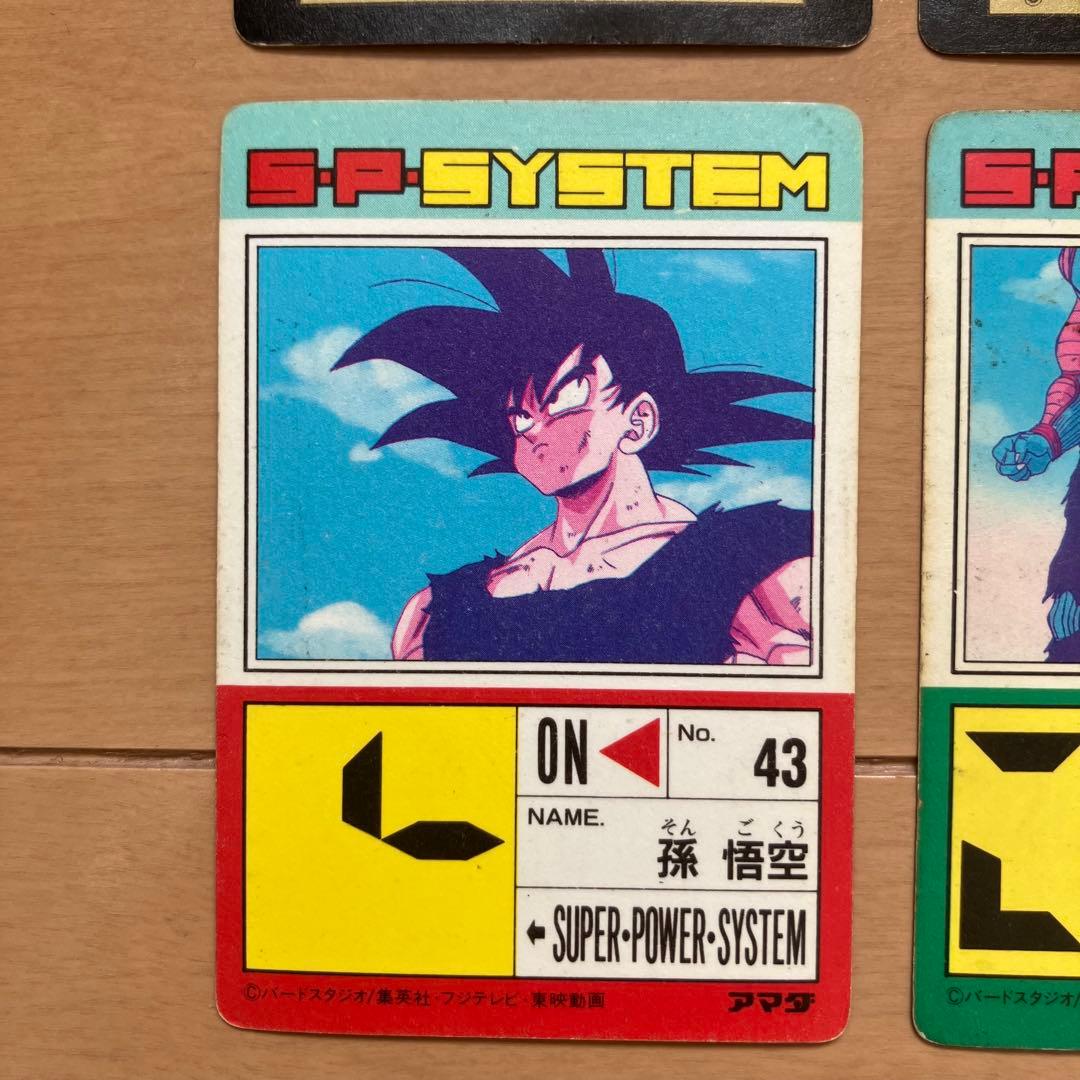 S·P·SYSTEM
ON
No.
43
NAME.
そん ご くう
孫 悟空
SUPER・POWER・SYSTEM
©バードスタジオ/集英社・フジテレビ・東映動画
アマダ
S·P
©バードスタジオ/